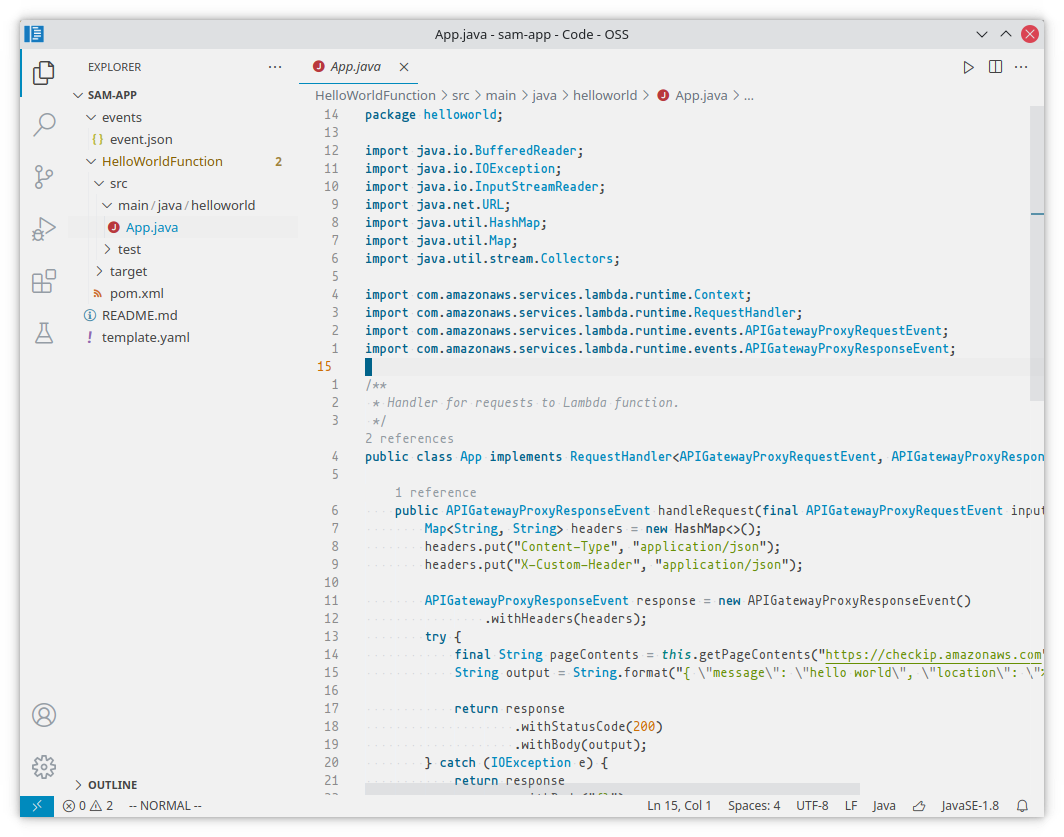 App.java - sam-app - Code - OSS
EXPLORER
SAM-APP
events
{} event.json
HelloWorldFunction 2
src
main / java / helloworld
J App.java
test
target
pom.xml
README.md
! template.yaml
OUTLINE
J App.java
HelloWorldFunction > src > main > java > helloworld > J App.java > ...
14 package helloworld;
13
12 import java.io.BufferedReader;
11 import java.io.IOException;
10 import java.io.InputStreamReader;
9 import java.net.URL;
8 import java.util.HashMap;
7 import java.util.Map;
6 import java.util.stream.Collectors;
5
4 import com.amazonaws.services.lambda.runtime.Context;
3 import com.amazonaws.services.lambda.runtime.RequestHandler;
2 import com.amazonaws.services.lambda.runtime.events.APIGatewayProxyRequestEvent;
1 import com.amazonaws.services.lambda.runtime.events.APIGatewayProxyResponseEvent;
15
1 /**
2  * Handler for requests to Lambda function.
3  */
2 references
4 public class App implements RequestHandler<APIGatewayProxyRequestEvent, APIGatewayProxyRespon
5
1 reference
6     public APIGatewayProxyResponseEvent handleRequest(final APIGatewayProxyRequestEvent input
7         Map<String, String> headers = new HashMap<>();
8         headers.put("Content-Type", "application/json");
9         headers.put("X-Custom-Header", "application/json");
10
11         APIGatewayProxyResponseEvent response = new APIGatewayProxyResponseEvent()
12                 .withHeaders(headers);
13         try {
14             final String pageContents = this.getPageContents("https://checkip.amazonaws.com"
15             String output = String.format("{ \"message\": \"hello world\", \"location\": \"
16
17             return response
18                     .withStatusCode(200)
19                     .withBody(output);
20         } catch (IOException e) {
21             return response
0 2 -- NORMAL -- Ln 15, Col 1 Spaces: 4 UTF-8 LF Java JavaSE-1.8